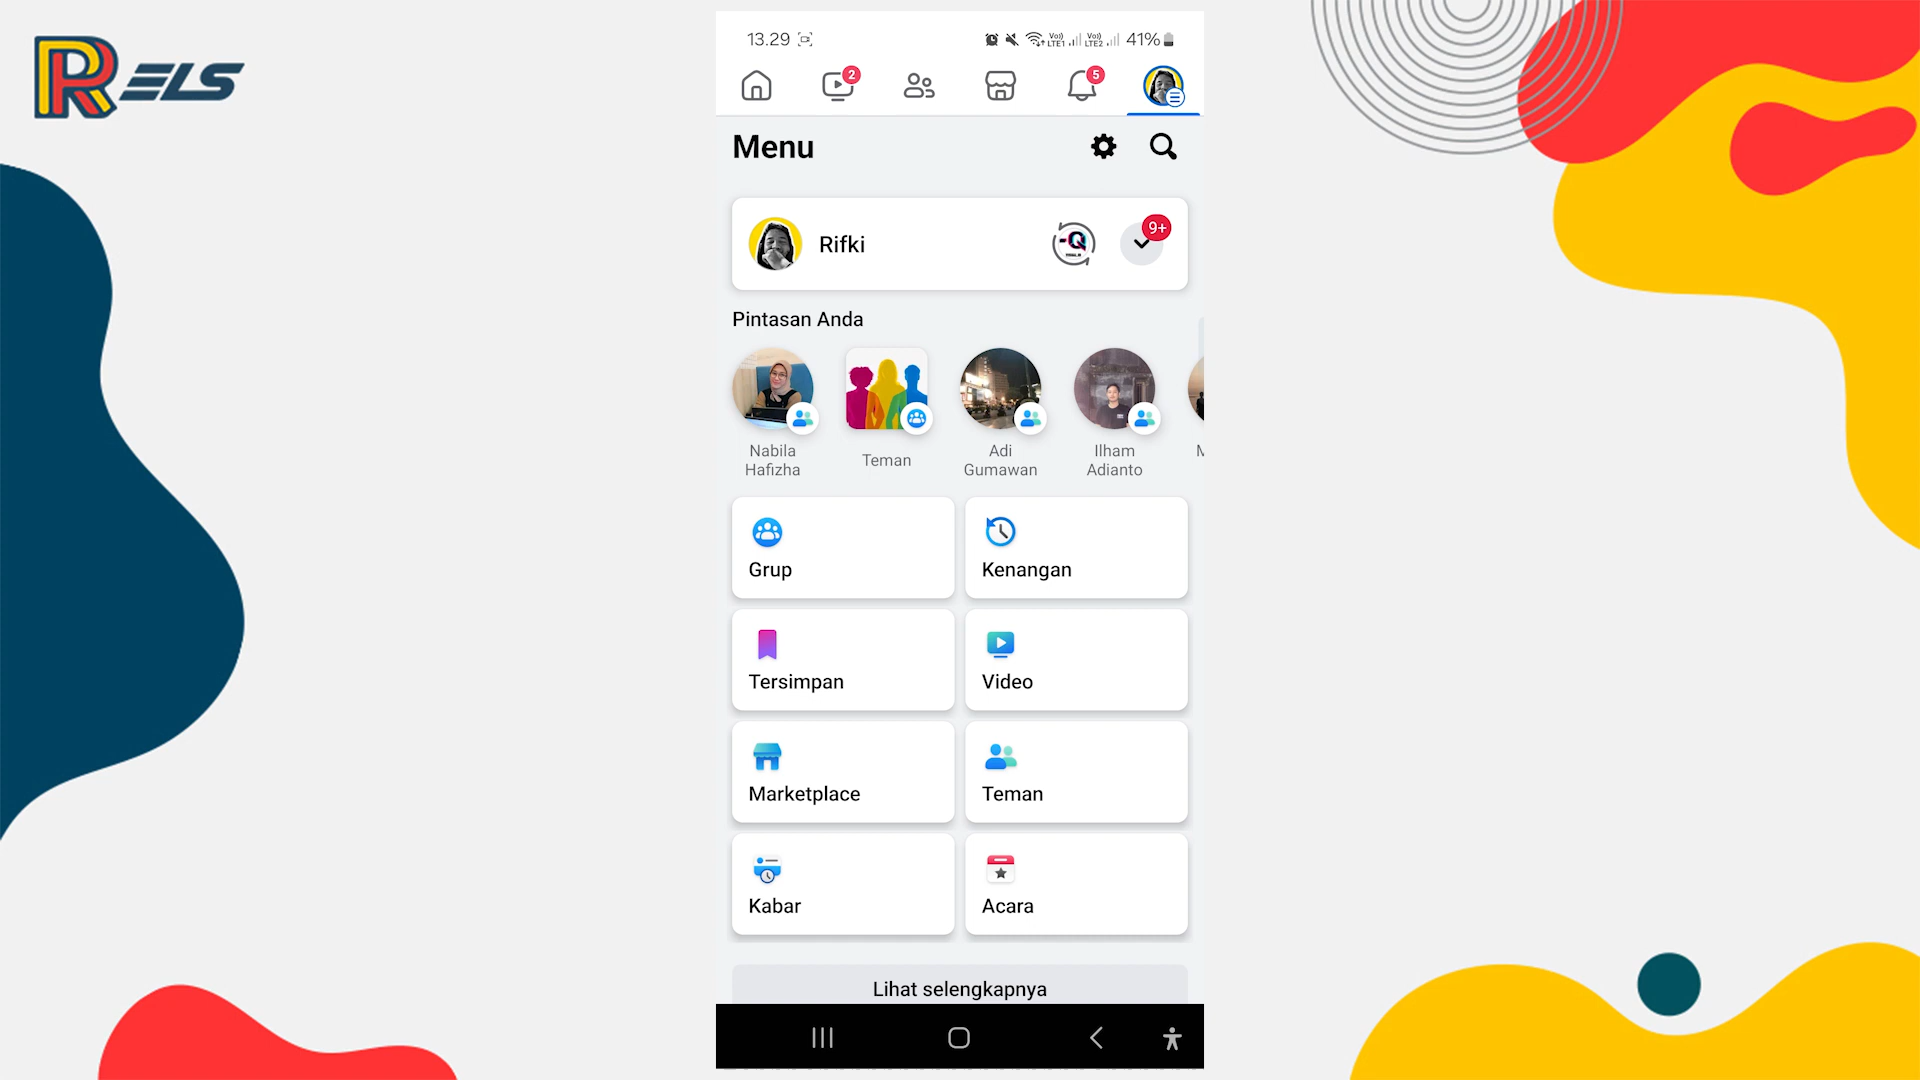 RELS
13.29
41%
2
5
Menu
Rifki
9+
Pintasan Anda
Nabila
Hafizha
Teman
Adi
Gumawan
Ilham
Adianto
M
Grup
Kenangan
Tersimpan
Video
Marketplace
Teman
Kabar
Acara
Lihat selengkapnya